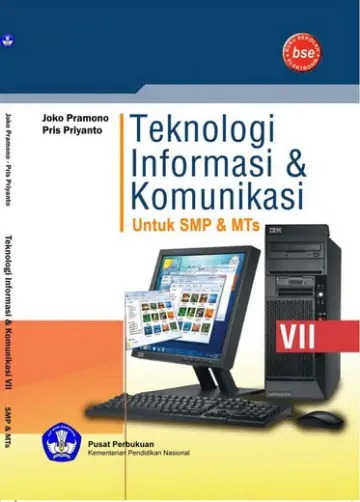 bse
Joko Pramono
Pris Priyanto
Teknologi
Informasi &
Komunikasi
Untuk SMP & MTs
IBM
VII
Pusat Perbukuan
Kementerian Pendidikan Nasional
Joko Pramono - Pris Priyanto
Teknologi Informasi & Komunikasi VII
SMP & MTs